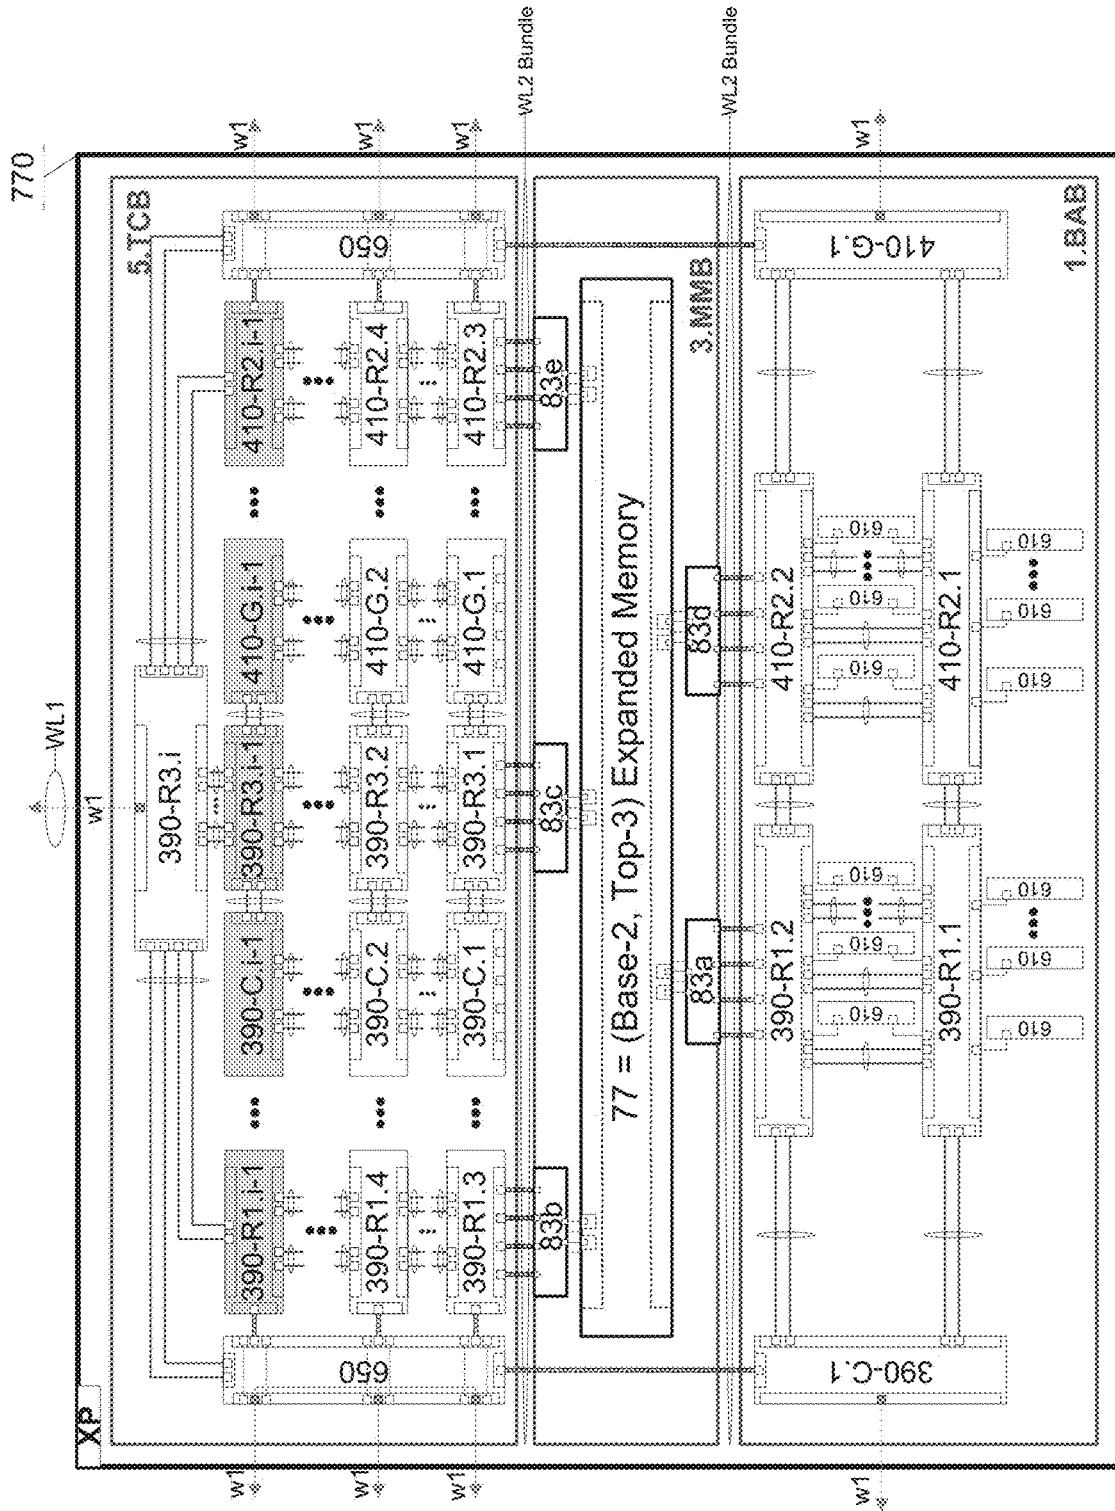 770
XP
WL1
w1
5.TCB
390-R3.i
w1
390-R1.i-1
•••
390-C.i-1
390-R3.i-1
410-G.i-1
•••
410-R2.i-1
w1
w1
390-R1.4
•••
390-C.2
390-R3.2
410-G.2
•••
410-R2.4
w1
w1
390-R1.3
•••
390-C.1
390-R3.1
410-G.1
•••
410-R2.3
w1
650
650
WL2 Bundle
83b
83c
83e
77 = (Base-2, Top-3) Expanded Memory
3.MMB
83a
83d
WL2 Bundle
390-R1.2
410-R2.2
w1
390-C.1
610
610
•••
610
610
610
•••
610
410-G.1
w1
390-R1.1
410-R2.1
610
610
•••
610
610
610
•••
610
1.BAB